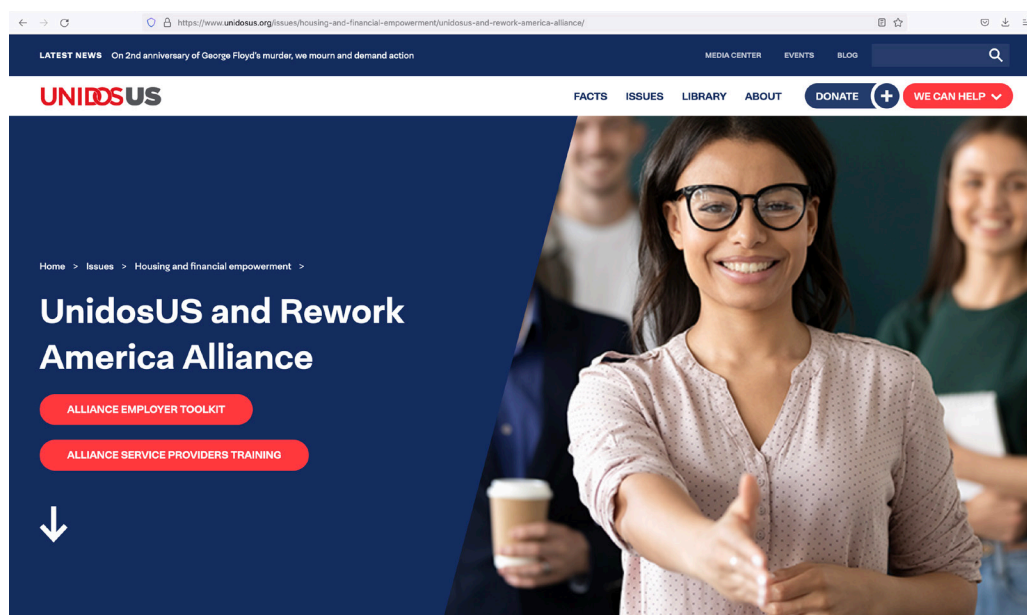 https://www.unidosus.org/issues/housing-and-financial-empowerment/unidosus-and-rework-america-alliance/
LATEST NEWS On 2nd anniversary of George Floyd's murder, we mourn and demand action
MEDIA CENTER EVENTS BLOG
UNIDOSUS
FACTS ISSUES LIBRARY ABOUT DONATE + WE CAN HELP
Home > Issues > Housing and financial empowerment >
UnidosUS and Rework
America Alliance
ALLIANCE EMPLOYER TOOLKIT
ALLIANCE SERVICE PROVIDERS TRAINING